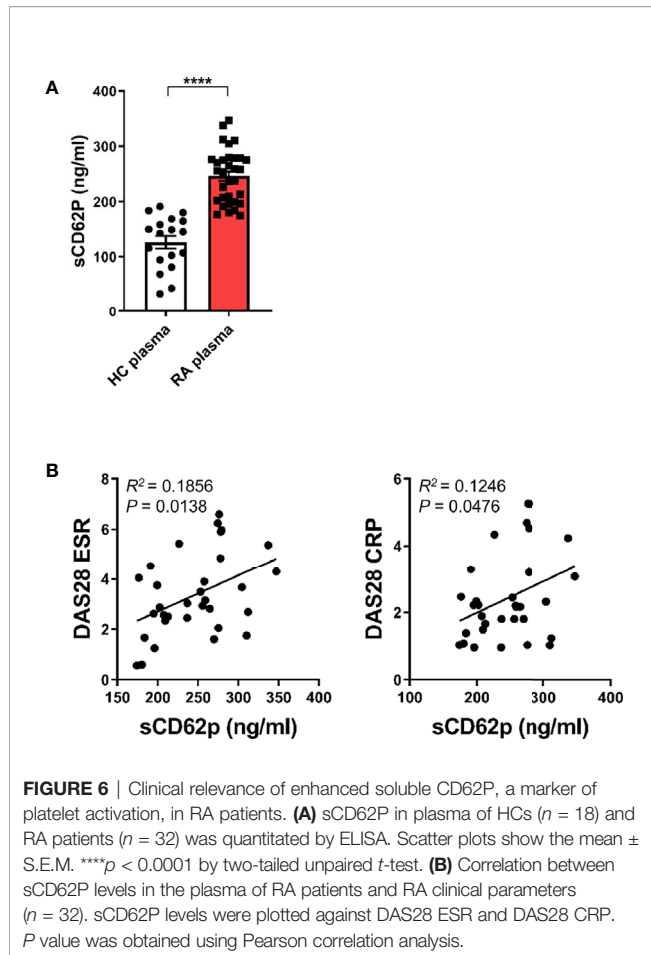 A
****
sCD62P (ng/ml)
400
300
200
100
0
HC plasma
RA plasma
B
R² = 0.1856
P = 0.0138
DAS28 ESR
8
6
4
2
0
150 200 250 300 350 400
sCD62p (ng/ml)
R² = 0.1246
P = 0.0476
DAS28 CRP
6
4
2
0
100 200 300 400
sCD62p (ng/ml)
FIGURE 6 | Clinical relevance of enhanced soluble CD62P, a marker of
platelet activation, in RA patients. (A) sCD62P in plasma of HCs (n = 18) and
RA patients (n = 32) was quantitated by ELISA. Scatter plots show the mean ±
S.E.M. ****p < 0.0001 by two-tailed unpaired t-test. (B) Correlation between
sCD62P levels in the plasma of RA patients and RA clinical parameters
(n = 32). sCD62P levels were plotted against DAS28 ESR and DAS28 CRP.
P value was obtained using Pearson correlation analysis.